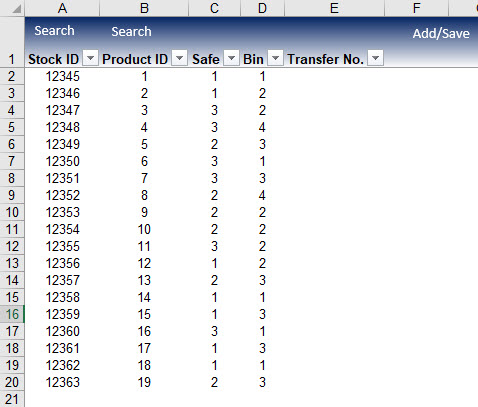 A B C D E F
Search Search Add/Save
1 Stock ID Product ID Safe Bin Transfer No.
2 12345 1 1 1
3 12346 2 1 2
4 12347 3 3 2
5 12348 4 3 4
6 12349 5 2 3
7 12350 6 3 1
8 12351 7 3 3
9 12352 8 2 4
10 12353 9 2 2
11 12354 10 2 2
12 12355 11 3 2
13 12356 12 1 2
14 12357 13 2 3
15 12358 14 1 1
16 12359 15 1 3
17 12360 16 3 1
18 12361 17 1 3
19 12362 18 1 1
20 12363 19 2 3
21